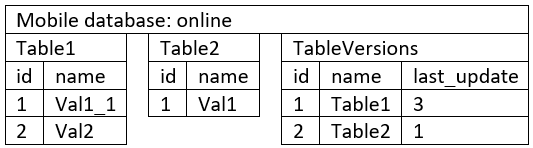 Mobile database: online
Table1 Table2 TableVersions
id name id name id name last_update
1 Val1_1 1 Val1 1 Table1 3
2 Val2 2 Table2 1